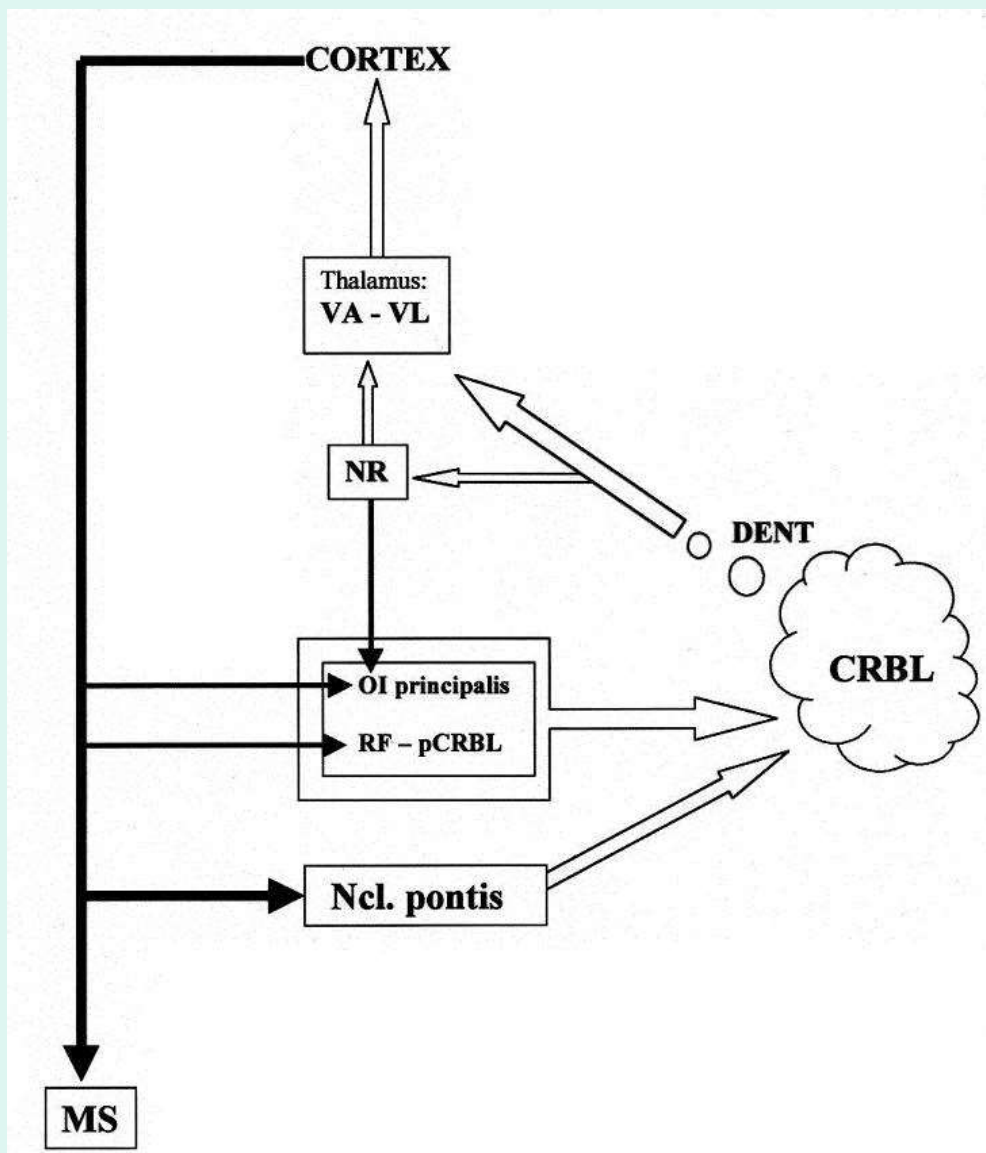 CORTEX
Thalamus:
VA - VL
NR
DENT
OI principalis
CRBL
RF – pCRBL
Ncl. pontis
MS